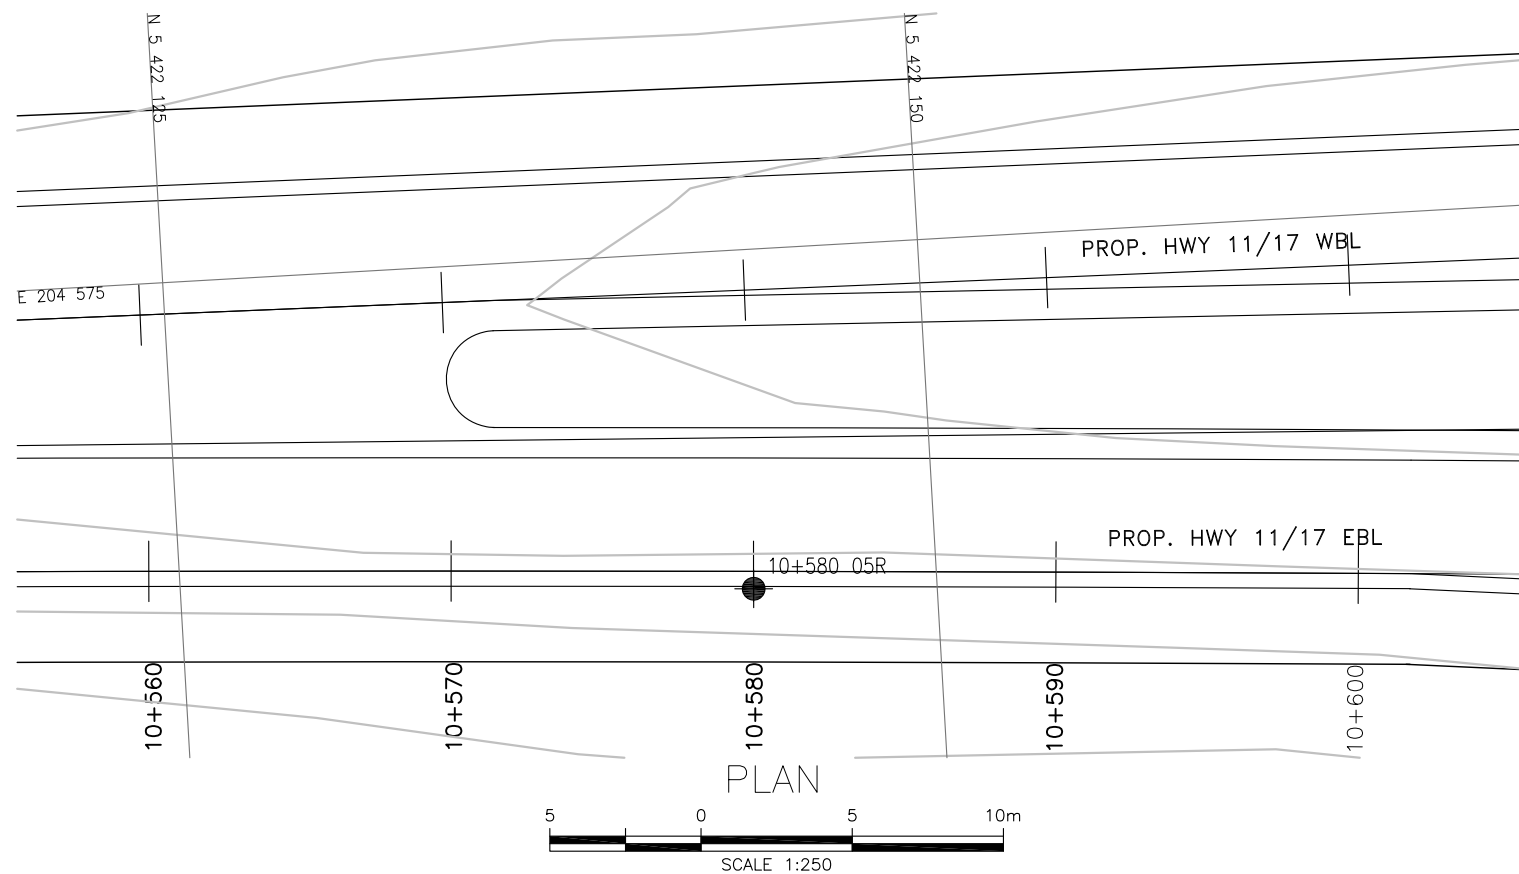 N 5 422 125
N 5 422 150
PROP. HWY 11/17 WBL
E 204 575
PROP. HWY 11/17 EBL
10+580 05R
10+560
10+570
10+580
10+590
10+600
PLAN
5 0 5 10m
SCALE 1:250